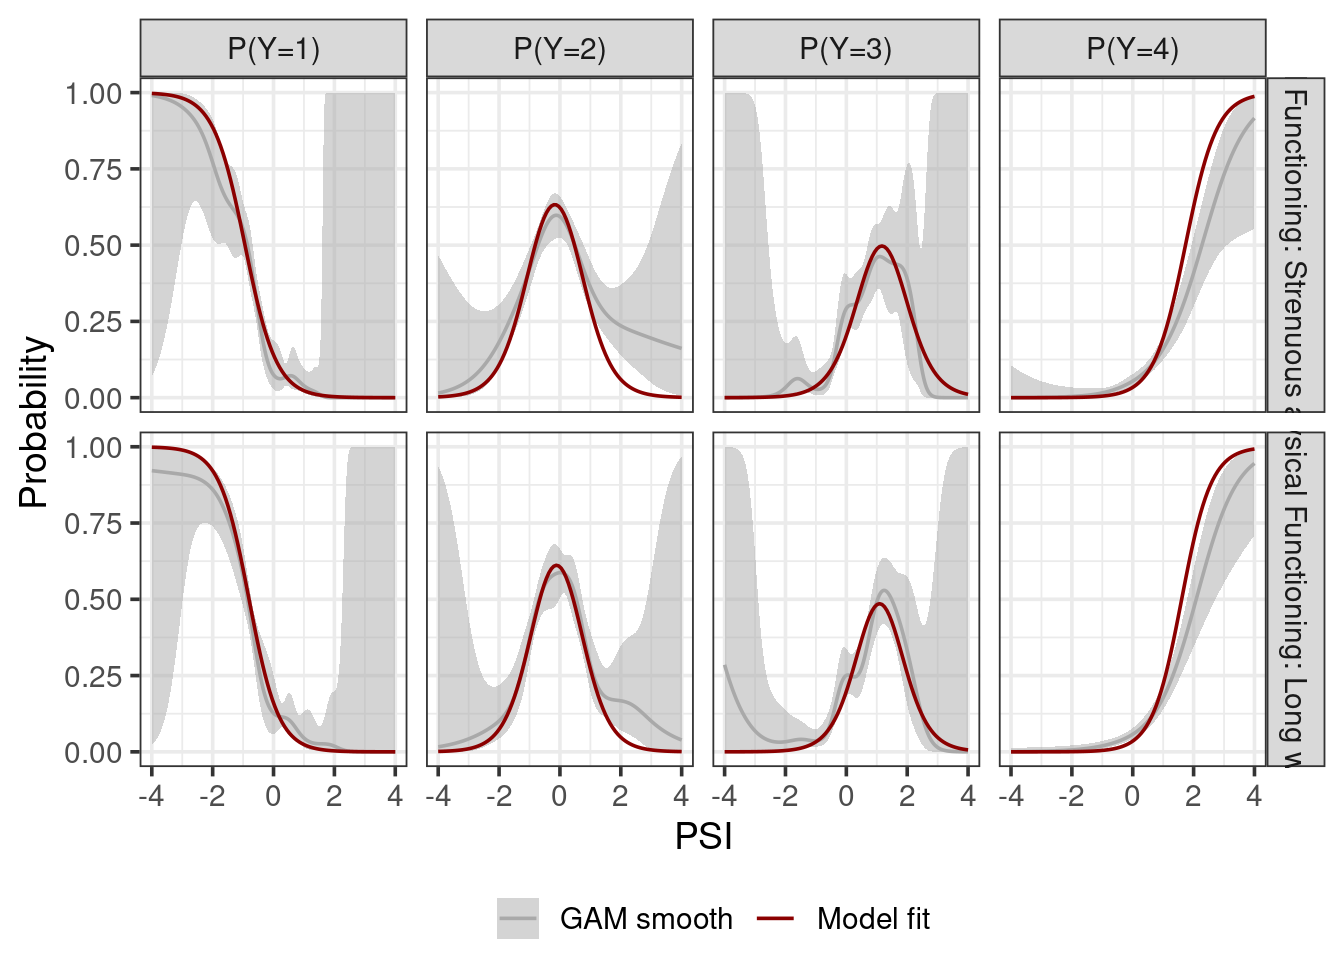 P(Y=1) P(Y=2) P(Y=3) P(Y=4)
1.00
0.75
0.50
0.25
0.00
Functioning: Strenuous
1.00
0.75
0.50
0.25
0.00
Functioning: Long
Probability
-4 -2 0 2 4 -4 -2 0 2 4 -4 -2 0 2 4 -4 -2 0 2 4
PSI
GAM smooth Model fit